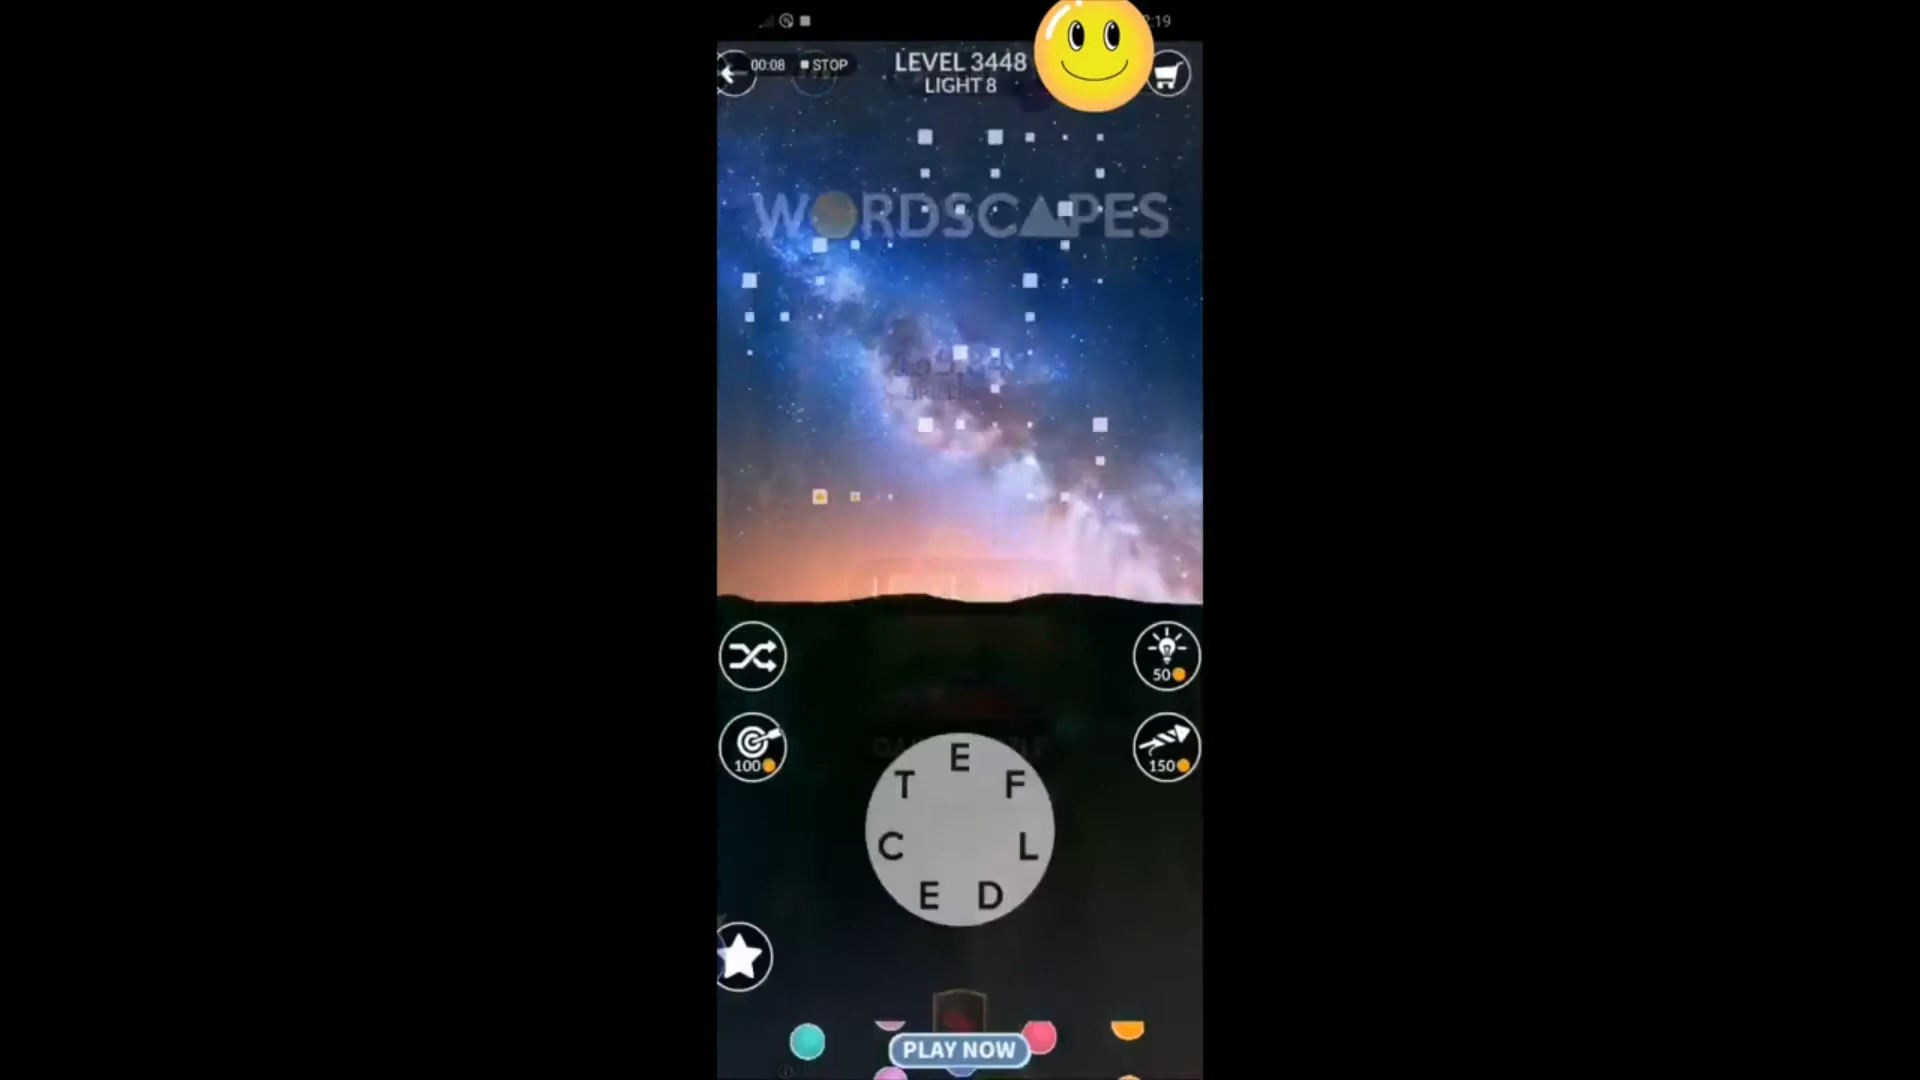 00:08 STOP
LEVEL 3448
LIGHT 8
WORDSCAPES
50
100
150
E
T
F
C
L
E
D
PLAY NOW